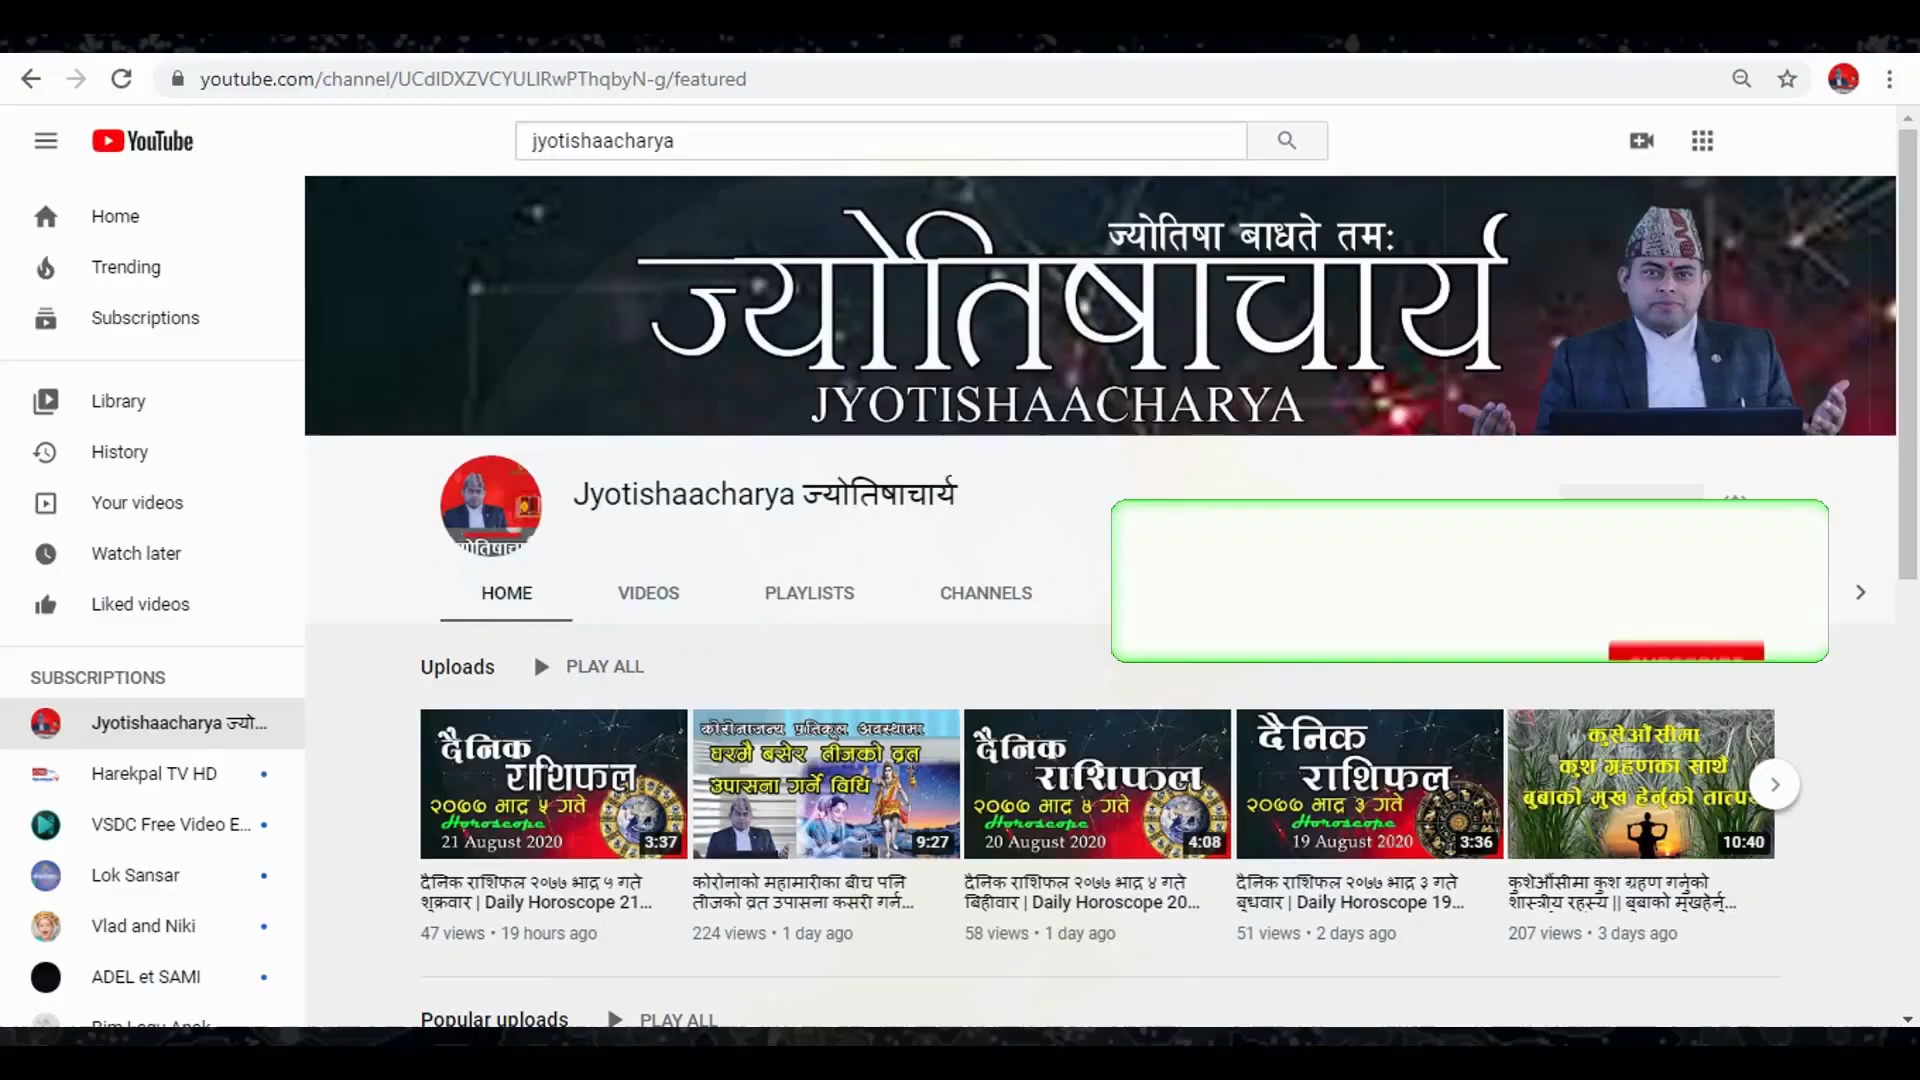 youtube.com/channel/UCdIDXZVCYULIRwPThqbyN-g/featured
YouTube
jyotishaacharya
Home
Trending
Subscriptions
Library
History
Your videos
Watch later
Liked videos
SUBSCRIPTIONS
Jyotishaacharya ज्यो...
Harekpal TV HD
VSDC Free Video E...
Lok Sansar
Vlad and Niki
ADEL et SAMI
ज्योतिषा बाधते तमः
ज्योतिषाचार्य
JYOTISHAACHARYA
Jyotishaacharya ज्योतिषाचार्य
HOME VIDEOS PLAYLISTS CHANNELS
Uploads PLAY ALL
दैनिक
राशिफल
२०७७ भाद्र ५ गते
Horoscope
21 August 2020
3:37
कोरोनाजन्य प्रतिकूल अवस्थामा
घरमै बसेर तीजको व्रत
उपासना गर्ने विधि
9:27
दैनिक
राशिफल
२०७७ भाद्र ४ गते
Horoscope
20 August 2020
4:08
दैनिक
राशिफल
२०७७ भाद्र ३ गते
Horoscope
19 August 2020
3:36
कुसेऔंसीमा
कुश ग्रहणका साथै
बुबाको मुख हेर्नुको तात्पर्य
10:40
दैनिक राशिफल २०७७ भाद्र ५ गते
शुक्रवार | Daily Horoscope 21...
47 views • 19 hours ago
कोरोनाको महामारीका बीच पनि
तीजको व्रत उपासना कसरी गर्न...
224 views • 1 day ago
दैनिक राशिफल २०७७ भाद्र ४ गते
बिहीवार | Daily Horoscope 20...
58 views • 1 day ago
दैनिक राशिफल २०७७ भाद्र ३ गते
बुधवार | Daily Horoscope 19...
51 views • 2 days ago
कुशेऔंसीमा कुश ग्रहण गर्नुको
शास्त्रीय रहस्य || बुबाको मुखहेर्न...
207 views • 3 days ago
Popular uploads PLAY ALL